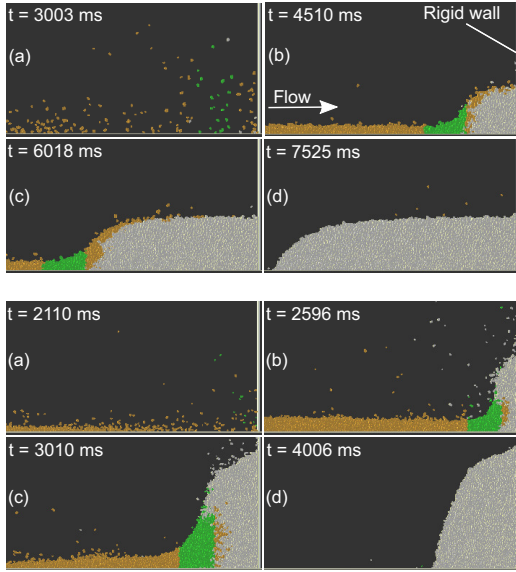 t = 3003 ms
(a)
t = 4510 ms
Rigid wall
(b)
Flow
t = 6018 ms
(c)
t = 7525 ms
(d)
t = 2110 ms
(a)
t = 2596 ms
(b)
t = 3010 ms
(c)
t = 4006 ms
(d)